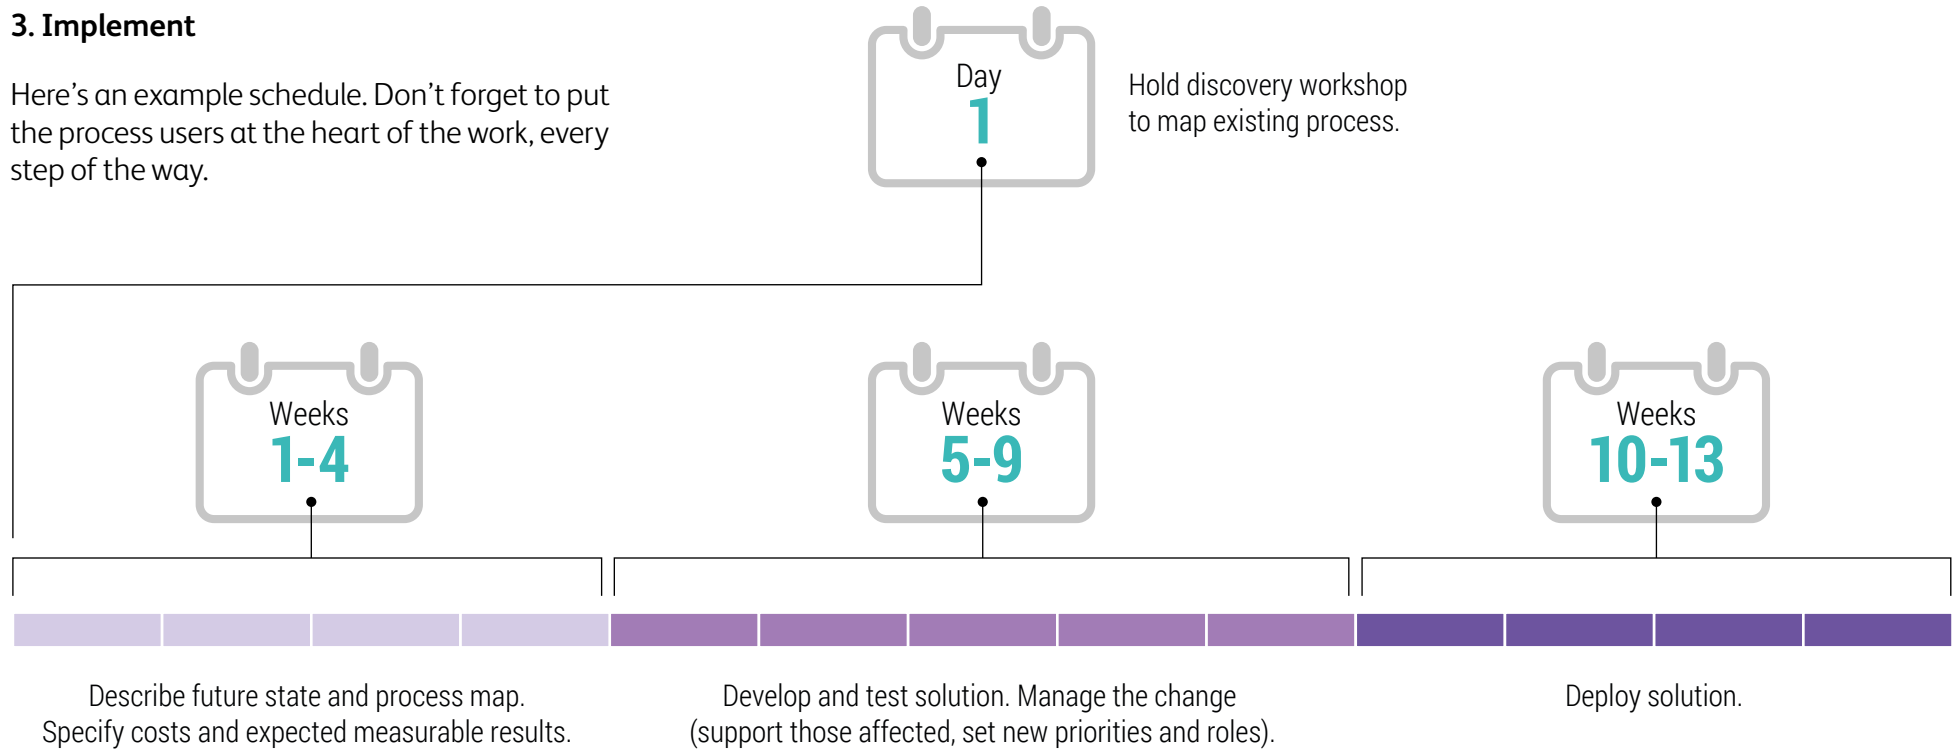 3. Implement
Here’s an example schedule. Don’t forget to put
the process users at the heart of the work, every
step of the way.
Day
1
Hold discovery workshop
to map existing process.
Weeks
1-4
Weeks
5-9
Weeks
10-13
Describe future state and process map.
Specify costs and expected measurable results.
Develop and test solution. Manage the change
(support those affected, set new priorities and roles).
Deploy solution.